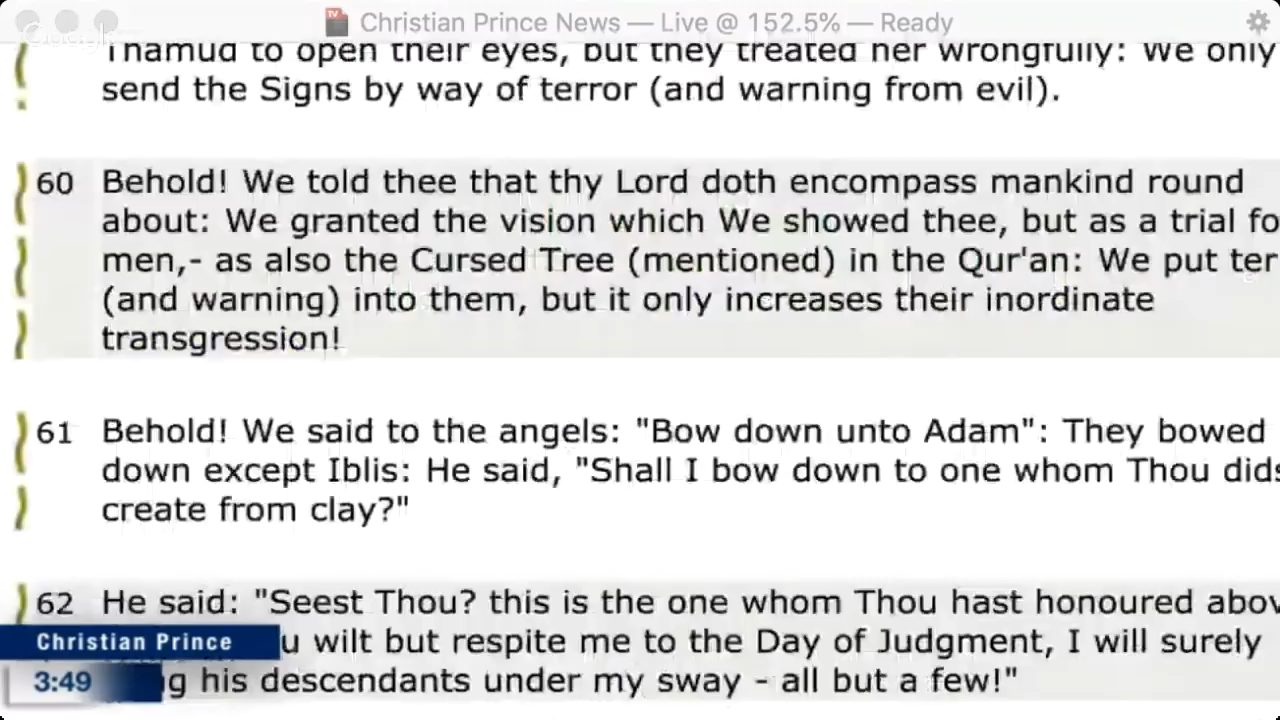 Christian Prince News — Live @ 152.5% — Ready
Google
Thamud to open their eyes, but they treated her wrongfully: We only
send the Signs by way of terror (and warning from evil).
60 Behold! We told thee that thy Lord doth encompass mankind round
about: We granted the vision which We showed thee, but as a trial fo
men,- as also the Cursed Tree (mentioned) in the Qur'an: We put ter
(and warning) into them, but it only increases their inordinate
transgression!
61 Behold! We said to the angels: "Bow down unto Adam": They bowed
down except Iblis: He said, "Shall I bow down to one whom Thou dids
create from clay?"
62 He said: "Seest Thou? this is the one whom Thou hast honoured abov
Christian Prince
u wilt but respite me to the Day of Judgment, I will surely
3:49
g his descendants under my sway - all but a few!"